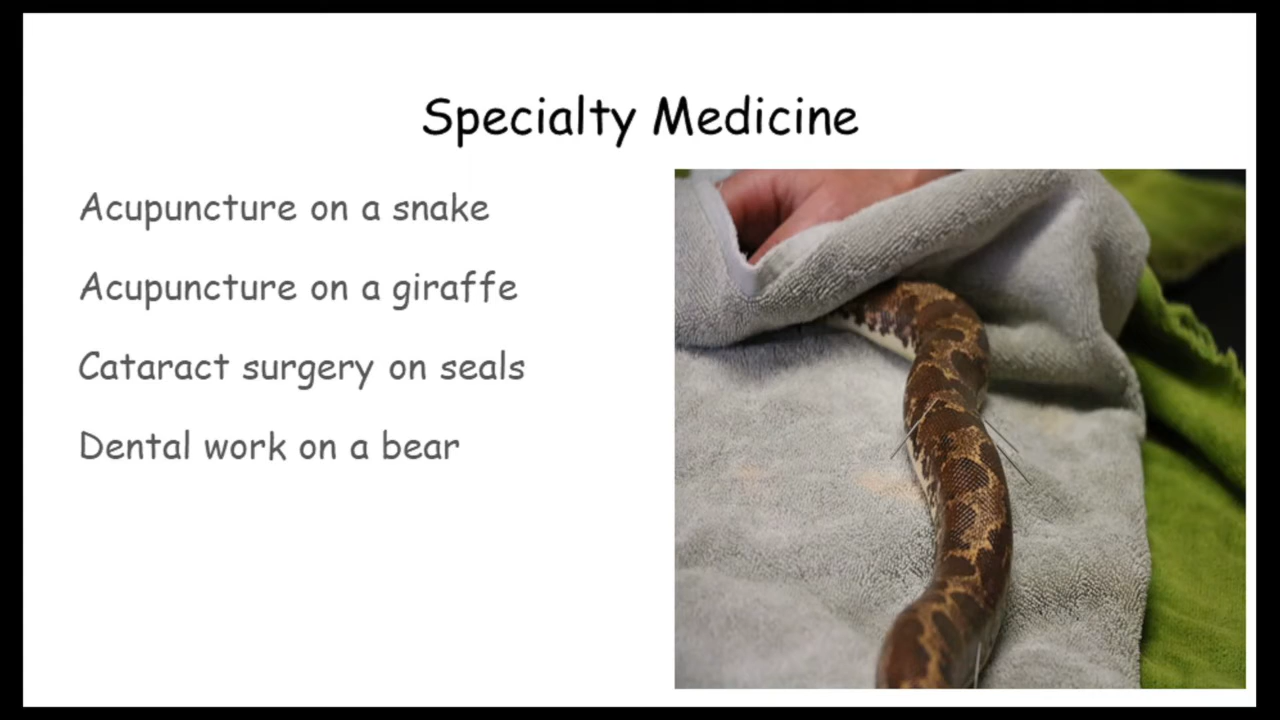 Specialty Medicine
Acupuncture on a snake
Acupuncture on a giraffe
Cataract surgery on seals
Dental work on a bear